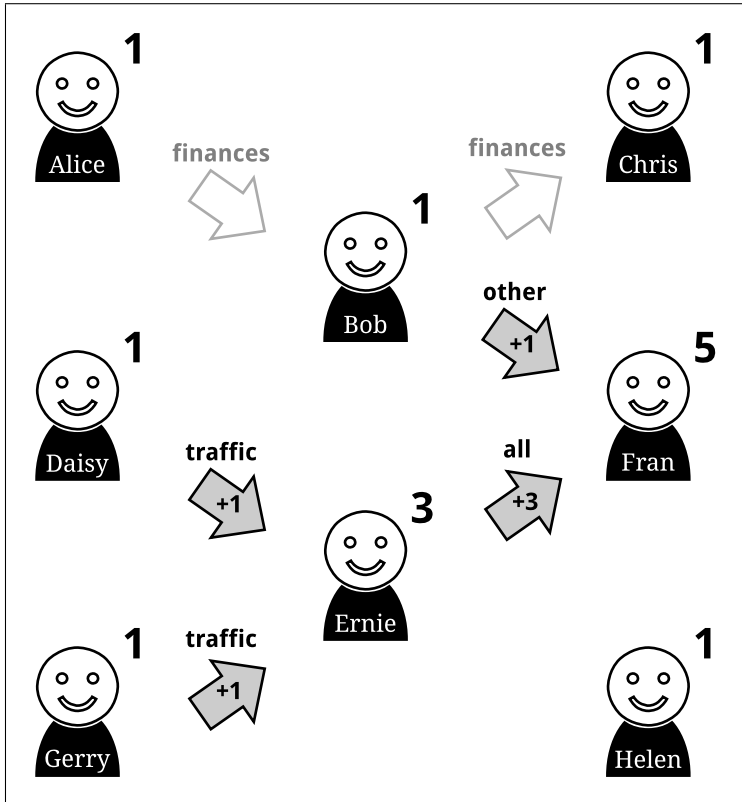 1
1
Alice
Chris
finances
finances
1
Bob
other
+1
1
5
Daisy
Fran
traffic
+1
all
+3
3
Ernie
traffic
+1
1
1
Gerry
Helen